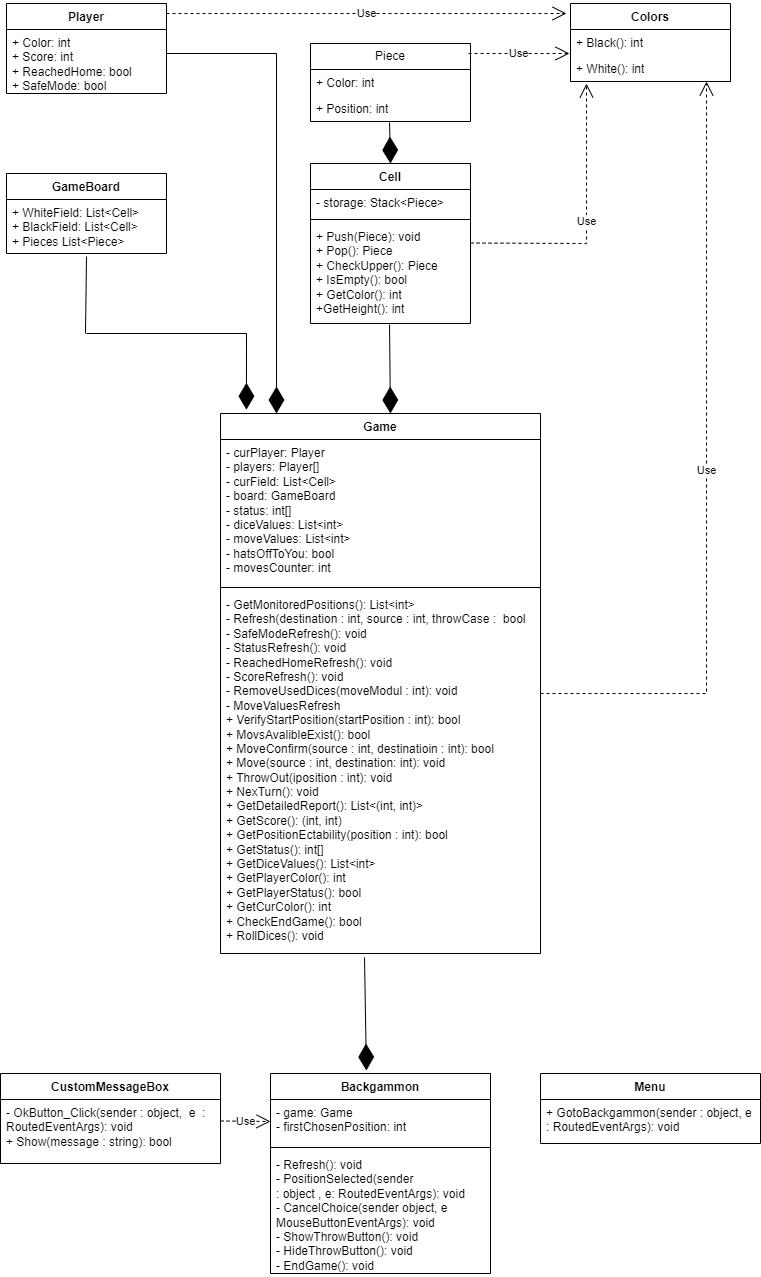 Player
+ Color: int
+ Score: int
+ ReachedHome: bool
+ SafeMode: bool
Use
Colors
+ Black(): int
+ White(): int
Piece
+ Color: int
+ Position: int
Use
GameBoard
+ WhiteField: List<Cell>
+ BlackField: List<Cell>
+ Pieces List<Piece>
Cell
- storage: Stack<Piece>
+ Push(Piece): void
+ Pop(): Piece
+ CheckUpper(): Piece
+ IsEmpty(): bool
+ GetColor(): int
+GetHeight(): int
Use
Game
- curPlayer: Player
- players: Player[]
- curField: List<Cell>
- board: GameBoard
- status: int[]
- diceValues: List<int>
- moveValues: List<int>
- hatsOffToYou: bool
- movesCounter: int
- GetMonitoredPositions(): List<int>
- Refresh(destination : int, source : int, throwCase :  bool
- SafeModeRefresh(): void
- StatusRefresh(): void
- ReachedHomeRefresh(): void
- ScoreRefresh(): void
- RemoveUsedDices(moveModul : int): void
- MoveValuesRefresh
+ VerifyStartPosition(startPosition : int): bool
+ MovsAvalibleExist(): bool
+ MoveConfirm(source : int, destinatioin : int): bool
+ Move(source : int, destination: int): void
+ ThrowOut(iposition : int): void
+ NexTurn(): void
+ GetDetailedReport(): List<(int, int)>
+ GetScore(): (int, int)
+ GetPositionEctability(position : int): bool
+ GetStatus(): int[]
+ GetDiceValues(): List<int>
+ GetPlayerColor(): int
+ GetPlayerStatus(): bool
+ GetCurColor(): int
+ CheckEndGame(): bool
+ RollDices(): void
Use
CustomMessageBox
- OkButton_Click(sender : object,  e  :
RoutedEventArgs): void
+ Show(message : string): bool
Use
Backgammon
- game: Game
- firstChosenPosition: int
- Refresh(): void
- PositionSelected(sender
: object , e: RoutedEventArgs): void
- CancelChoice(sender object, e
MouseButtonEventArgs): void
- ShowThrowButton(): void
- HideThrowButton(): void
- EndGame(): void
Menu
+ GotoBackgammon(sender : object, e
: RoutedEventArgs): void